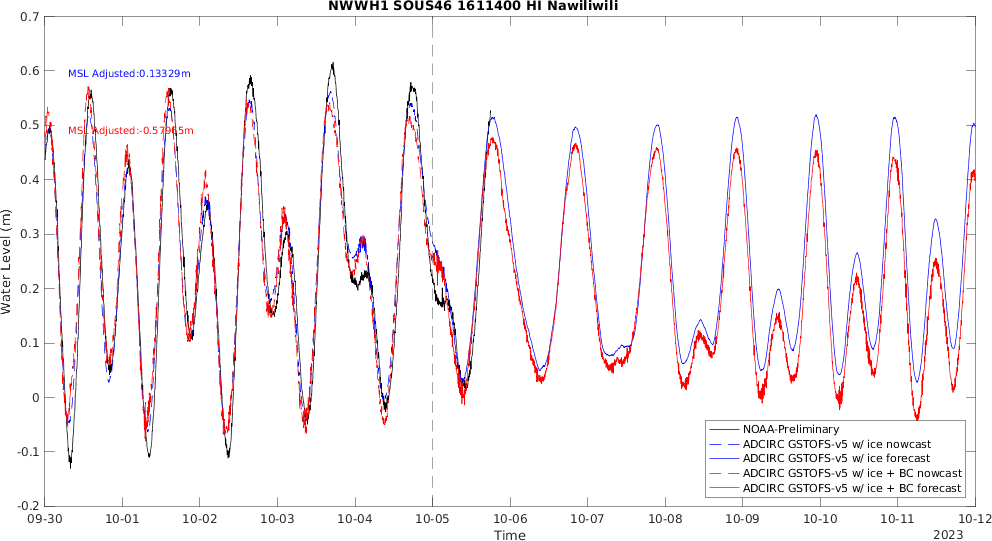 NWWH1 SOUS46 1611400 HI Nawiliwili
0.7
0.6
0.5
0.4
0.3
0.2
0.1
0
-0.1
-0.2
Water Level (m)
MSL Adjusted:0.13329m
MSL Adjusted:-0.57965m
NOAA-Preliminary
ADCIRC GSTOFS-v5 w/ ice nowcast
ADCIRC GSTOFS-v5 w/ ice forecast
ADCIRC GSTOFS-v5 w/ ice + BC nowcast
ADCIRC GSTOFS-v5 w/ ice + BC forecast
09-30 10-01 10-02 10-03 10-04 10-05 10-06 10-07 10-08 10-09 10-10 10-11 10-12
Time
2023